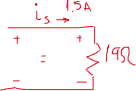 i_s → 1.5A
+ +
= 19Ω
− −